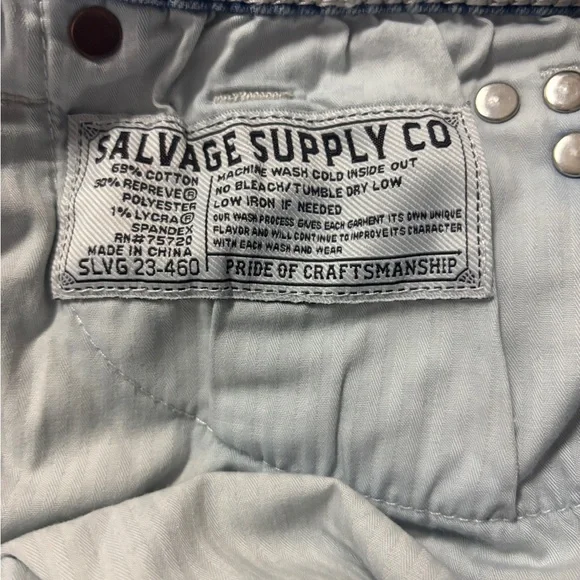 SALVAGE SUPPLY CO
69% COTTON
30% REPREVE®
POLYESTER
1% LYCRA®
SPANDEX
RN#75720
MADE IN CHINA
SLVG 23-460
MACHINE WASH COLD INSIDE OUT
NO BLEACH/TUMBLE DRY LOW
LOW IRON IF NEEDED
OUR WASH PROCESS GIVES EACH GARMENT ITS OWN UNIQUE
FLAVOR AND WILL CONTINUE TO IMPROVE ITS CHARACTER
WITH EACH WASH AND WEAR
PRIDE OF CRAFTSMANSHIP